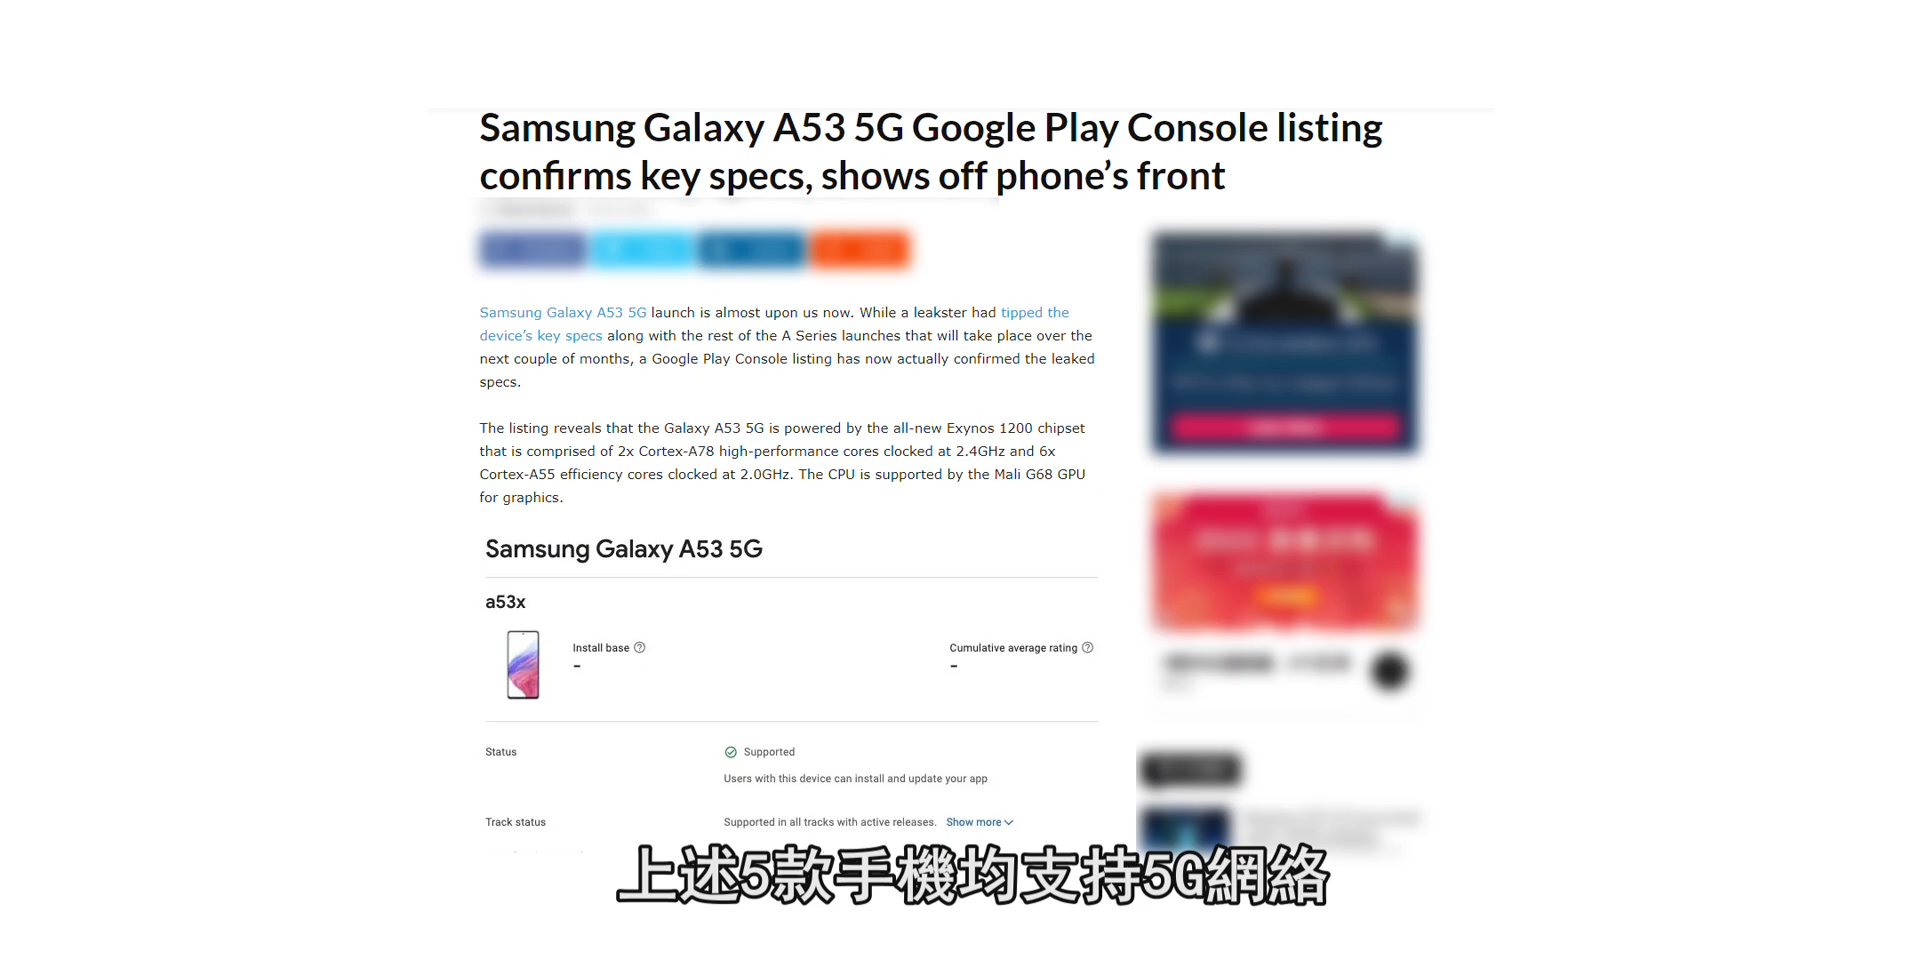 Samsung Galaxy A53 5G Google Play Console listing
confirms key specs, shows off phone’s front
Samsung Galaxy A53 5G launch is almost upon us now. While a leakster had tipped the
device’s key specs along with the rest of the A Series launches that will take place over the
next couple of months, a Google Play Console listing has now actually confirmed the leaked
specs.
The listing reveals that the Galaxy A53 5G is powered by the all-new Exynos 1200 chipset
that is comprised of 2x Cortex-A78 high-performance cores clocked at 2.4GHz and 6x
Cortex-A55 efficiency cores clocked at 2.0GHz. The CPU is supported by the Mali G68 GPU
for graphics.
Samsung Galaxy A53 5G
a53x
Install base ?
-
Cumulative average rating ?
-
Status
Supported
Users with this device can install and update your app
Track status
Supported in all tracks with active releases. Show more
上述5款手機均支持5G網絡